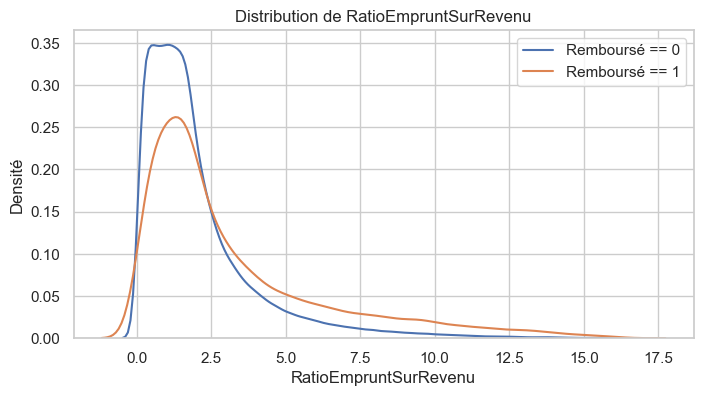 Distribution de RatioEmpruntSurRevenu
Remboursé == 0
Remboursé == 1
Densité
0.35
0.30
0.25
0.20
0.15
0.10
0.05
0.00
0.0 2.5 5.0 7.5 10.0 12.5 15.0 17.5
RatioEmpruntSurRevenu